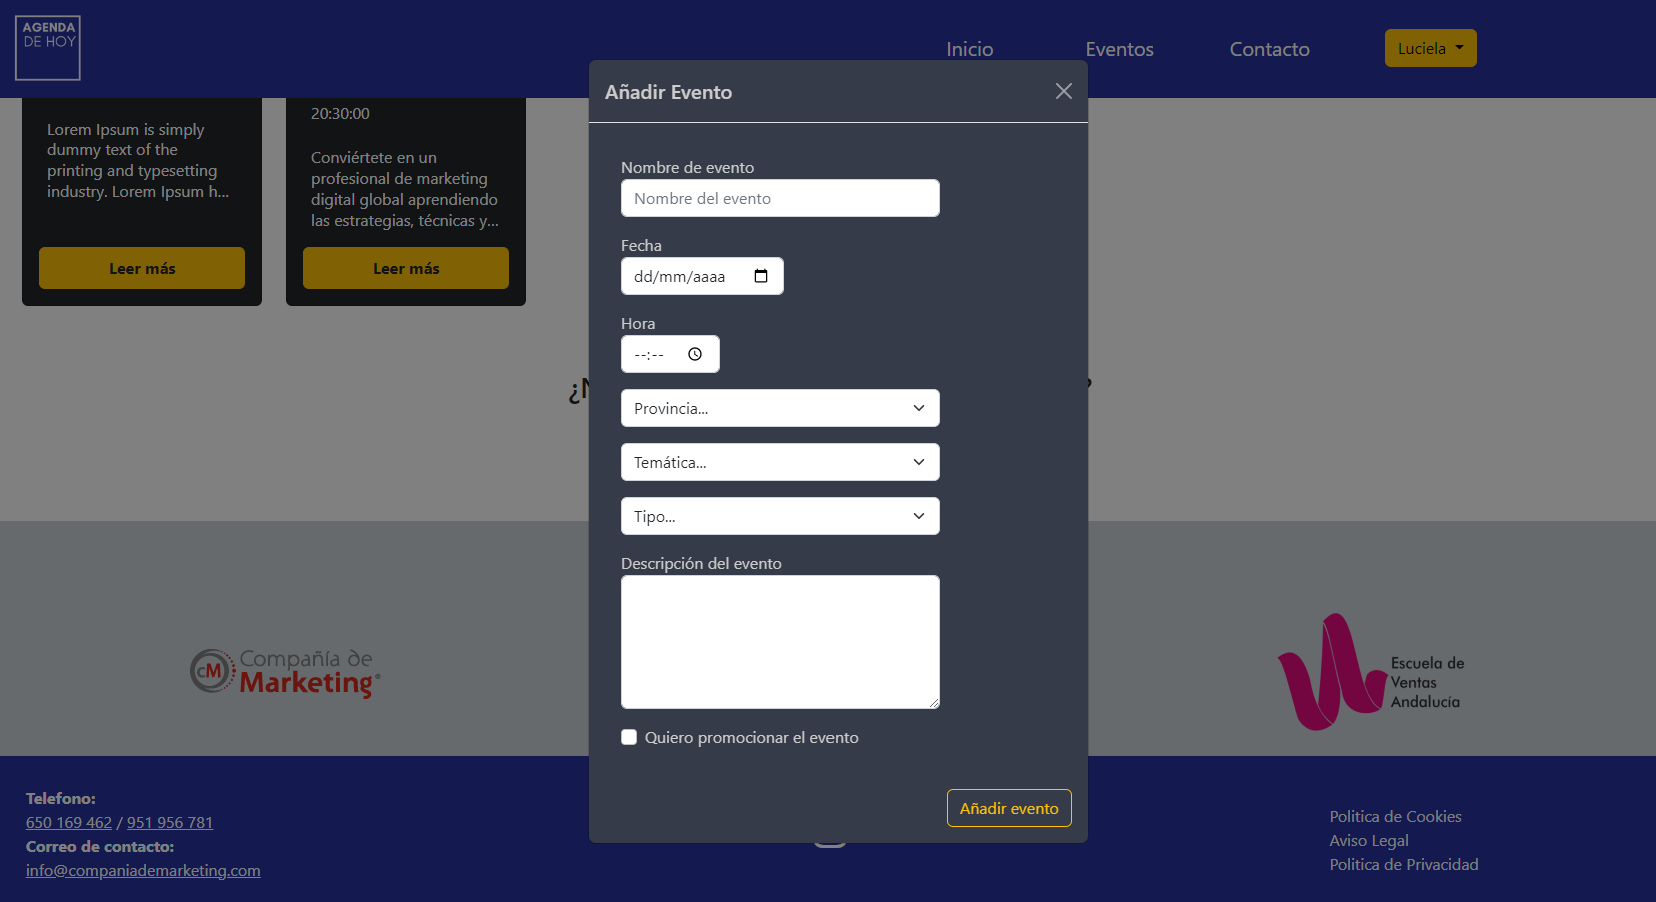 AGENDA
DE HOY
Inicio
Eventos
Contacto
Luciela
Lorem Ipsum is simply
dummy text of the
printing and typesetting
industry. Lorem Ipsum h...
Leer más
20:30:00
Conviértete en un
profesional de marketing
digital global aprendiendo
las estrategias, técnicas y...
Leer más
Añadir Evento
Nombre de evento
Nombre del evento
Fecha
dd/mm/aaaa
Hora
--:--
Provincia...
Temática...
Tipo...
Descripción del evento
Quiero promocionar el evento
Añadir evento
cM
Compañía de
Marketing®
Escuela de
Ventas
Andalucía
Telefono:
650 169 462 / 951 956 781
Correo de contacto:
info@companiademarketing.com
Politica de Cookies
Aviso Legal
Politica de Privacidad